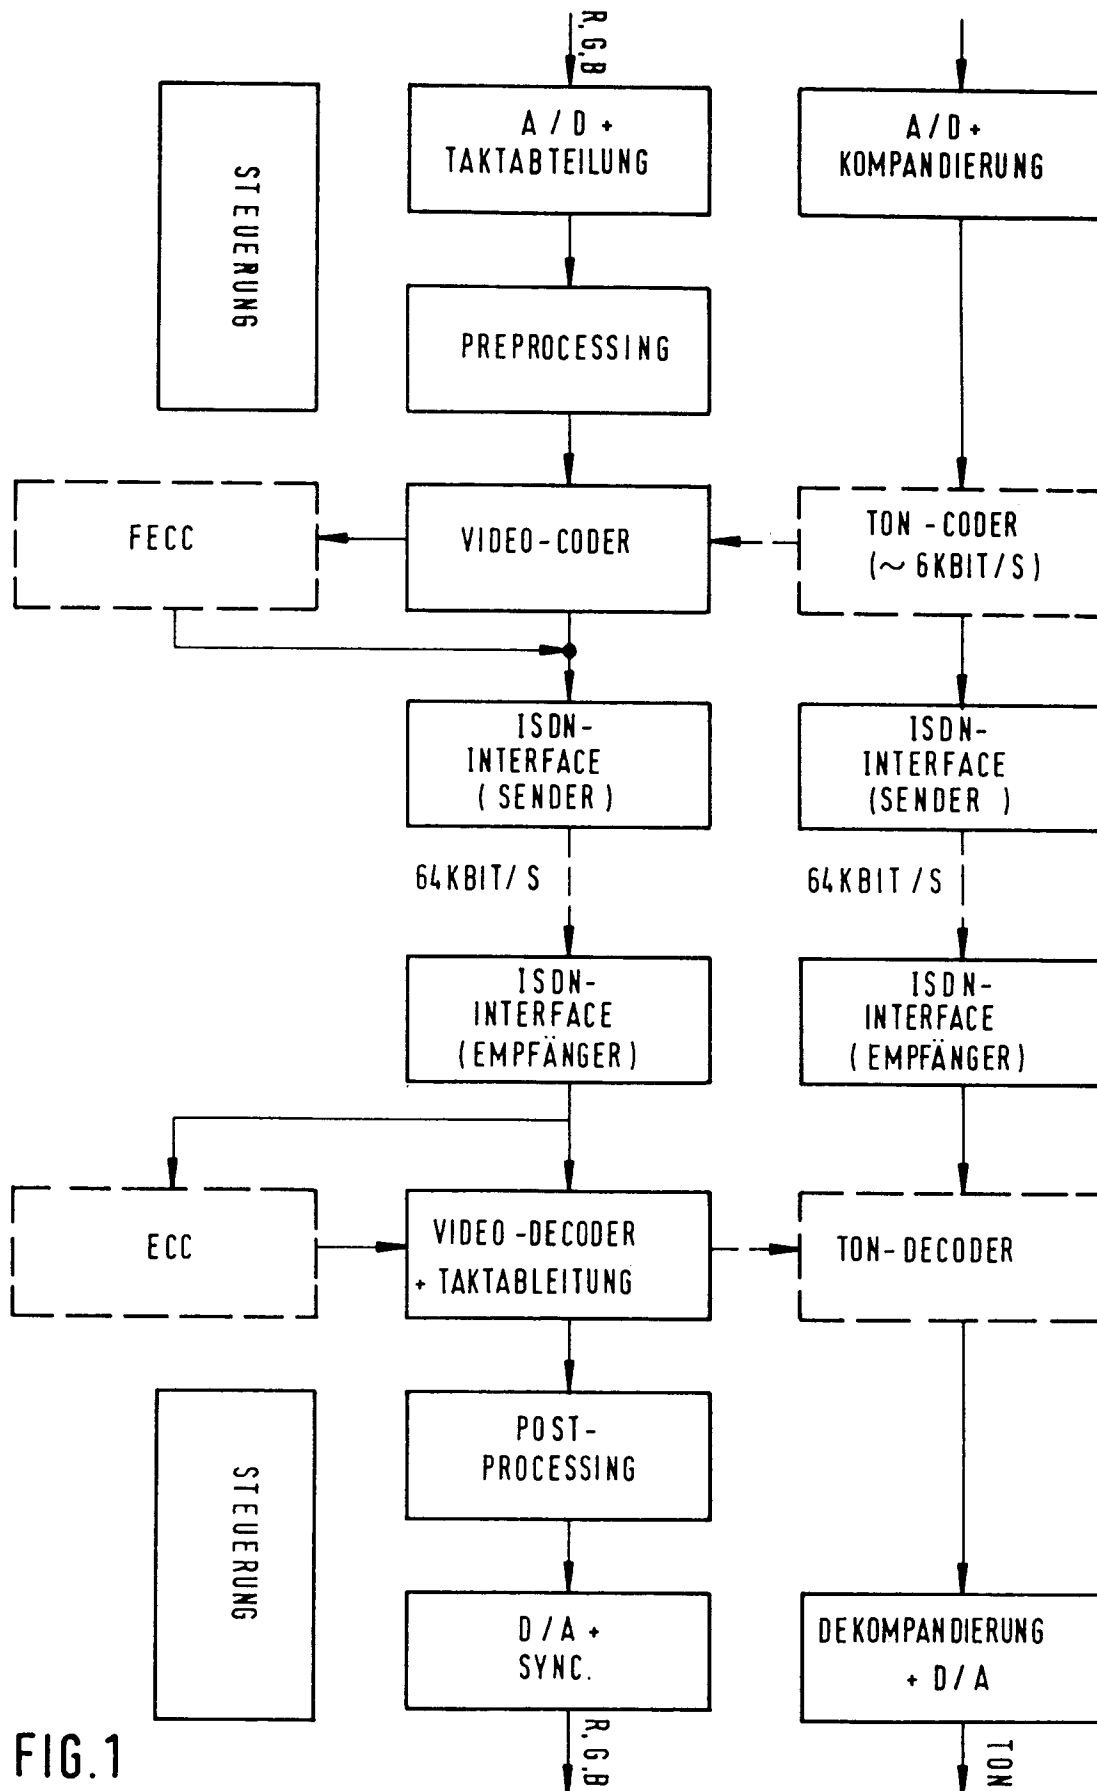 R,G,B
A/D+
TAKTABTEILUNG
A/D+
KOMPANDIERUNG
STEUERUNG
PREPROCESSING
FECC
VIDEO-CODER
TON-CODER
(~6KBIT/S)
ISDN-
INTERFACE
(SENDER)
ISDN-
INTERFACE
(SENDER)
64KBIT/S
64KBIT/S
ISDN-
INTERFACE
(EMPFÄNGER)
ISDN-
INTERFACE
(EMPFÄNGER)
ECC
VIDEO-DECODER
+ TAKTABLEITUNG
TON-DECODER
STEUERUNG
POST-
PROCESSING
D/A+
SYNC.
DEKOMPANDIERUNG
+ D/A
R,G,B
TON
FIG.1